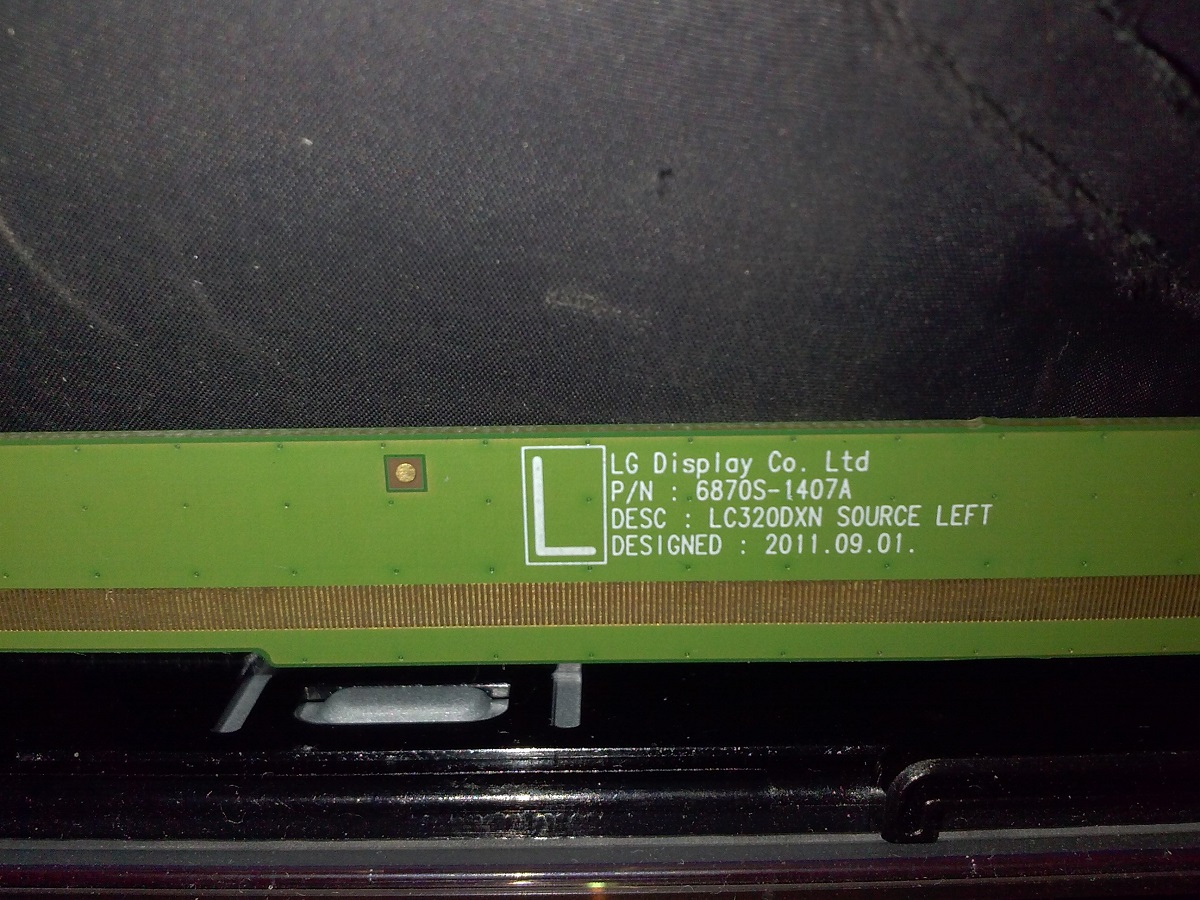 L
LG Display Co. Ltd
P/N : 6870S-1407A
DESC : LC320DXN SOURCE LEFT
DESIGNED : 2011.09.01.